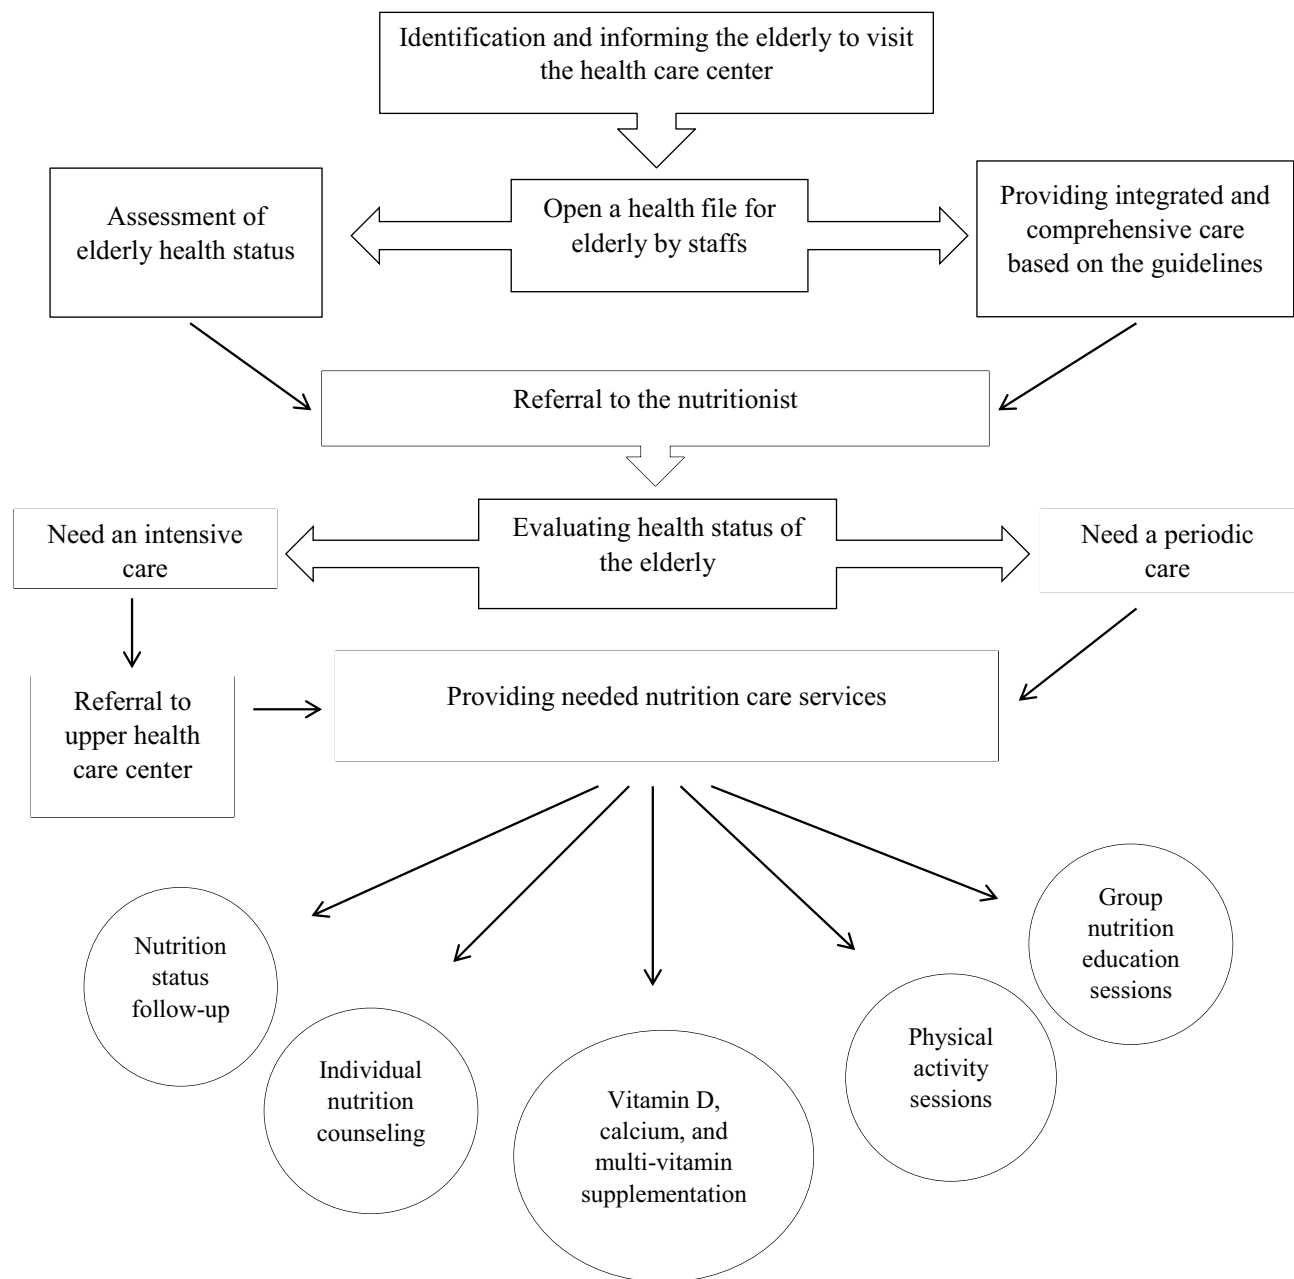 Identification and informing the elderly to visit
the health care center
Assessment of
elderly health status
Open a health file for
elderly by staffs
Providing integrated and
comprehensive care
based on the guidelines
Referral to the nutritionist
Need an intensive
care
Evaluating health status of
the elderly
Need a periodic
care
Referral to
upper health
care center
Providing needed nutrition care services
Nutrition
status
follow-up
Individual
nutrition
counseling
Vitamin D,
calcium, and
multi-vitamin
supplementation
Physical
activity
sessions
Group
nutrition
education
sessions